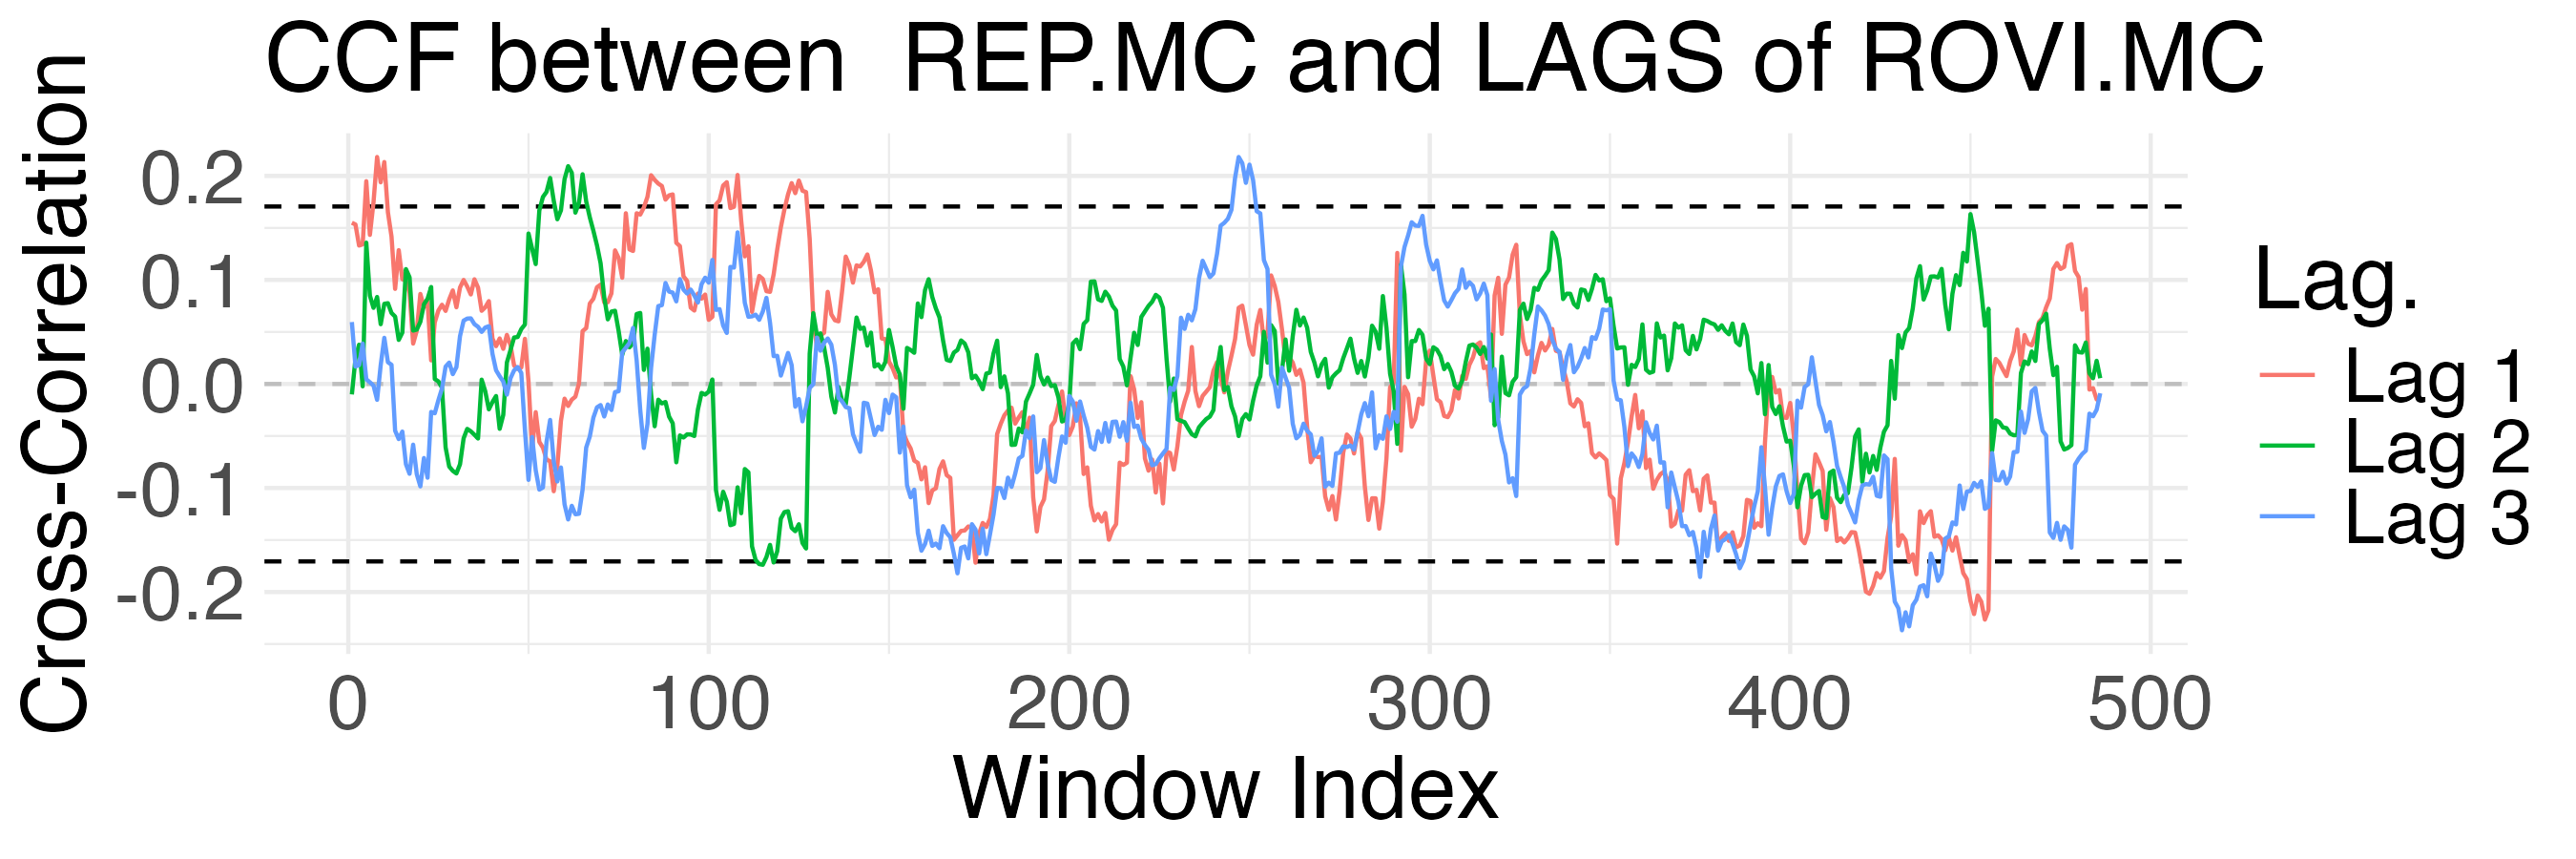 CCF between  REP.MC and LAGS of ROVI.MC
Cross-Correlation
0.2
0.1
0.0
-0.1
-0.2
0 100 200 300 400 500
Window Index
Lag.
Lag 1
Lag 2
Lag 3